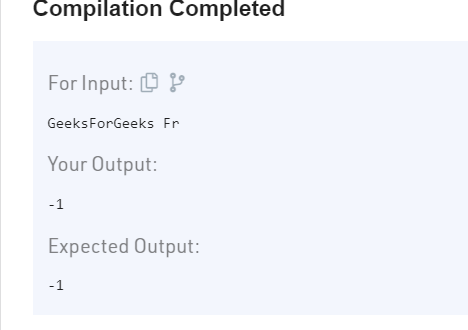 Compilation Completed
For Input:
GeeksForGeeks Fr
Your Output:
-1
Expected Output:
-1